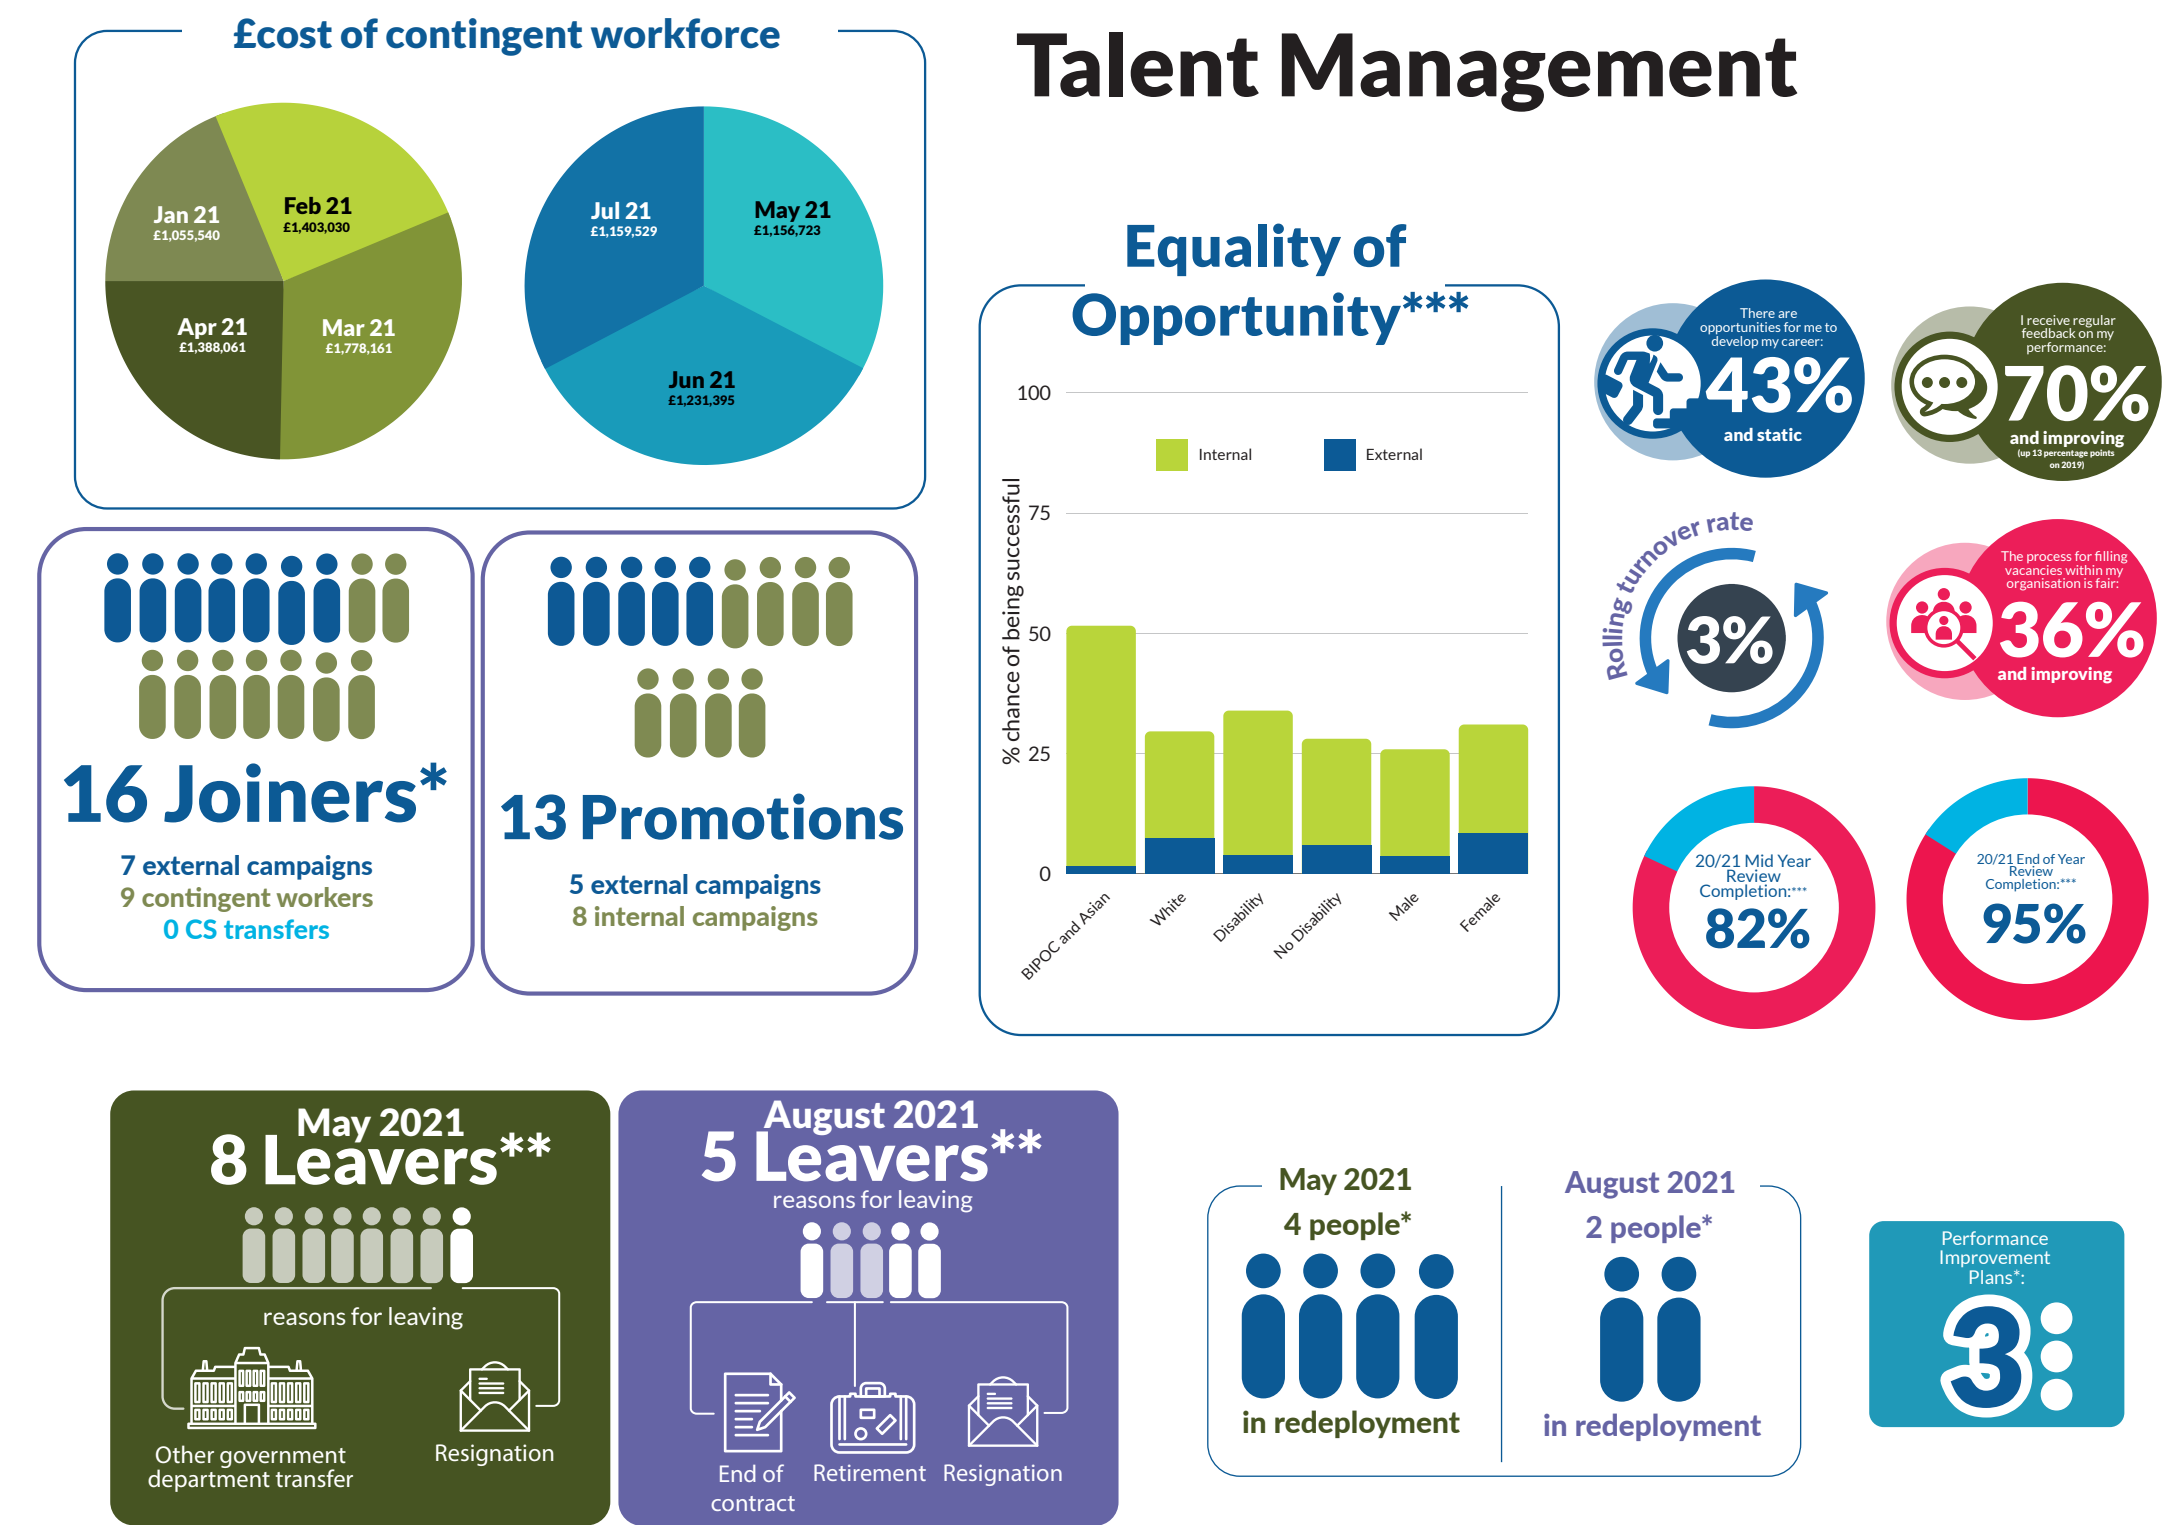 £cost of contingent workforce
Talent Management
Jan 21
£1,055,540
Feb 21
£1,403,030
Apr 21
£1,388,061
Mar 21
£1,778,161
Jul 21
£1,159,529
May 21
£1,156,723
Jun 21
£1,231,395
16 Joiners*
7 external campaigns
9 contingent workers
0 CS transfers
13 Promotions
5 external campaigns
8 internal campaigns
Equality of
Opportunity***
% chance of being successful
100
75
50
25
0
Internal
External
BIPOC and Asian
White
Disability
No Disability
Male
Female
There are
opportunities for me to
develop my career:
43%
and static
I receive regular
feedback on my
performance:
70%
and improving
(up 13 percentage points
on 2019)
Rolling turnover rate
3%
The process for filling
vacancies within my
organisation is fair:
36%
and improving
20/21 Mid Year
Review
Completion:***
82%
20/21 End of Year
Review
Completion:***
95%
May 2021
8 Leavers**
reasons for leaving
Other government
department transfer
Resignation
August 2021
5 Leavers**
reasons for leaving
End of
contract
Retirement
Resignation
May 2021
4 people*
in redeployment
August 2021
2 people*
in redeployment
Performance
Improvement
Plans*:
3